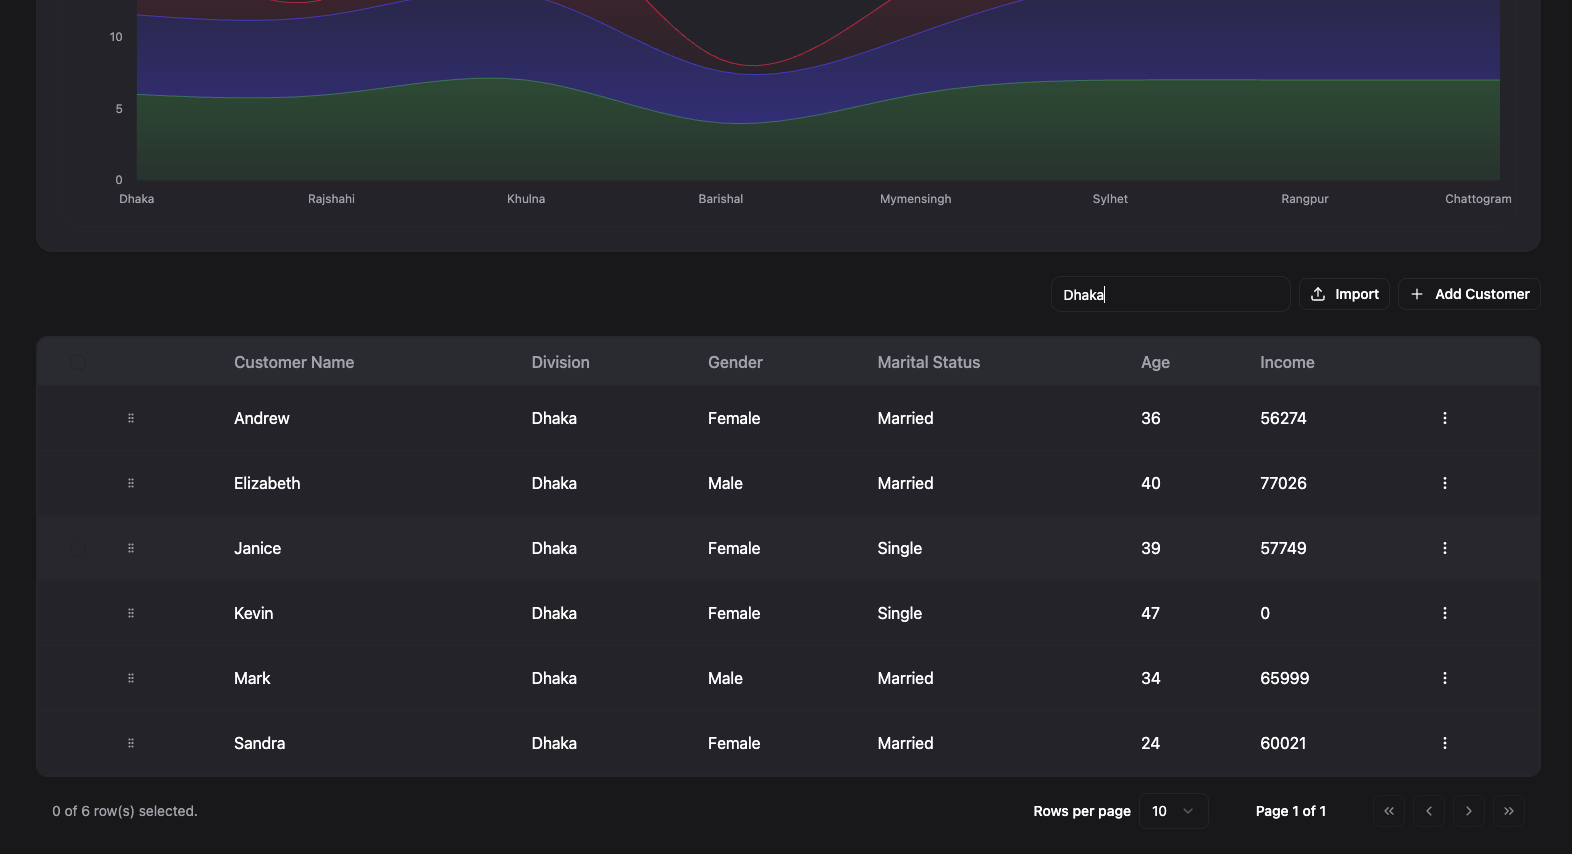 10
5
0
Dhaka Rajshahi Khulna Barishal Mymensingh Sylhet Rangpur Chattogram
Dhaka Import + Add Customer
Customer Name Division Gender Marital Status Age Income
Andrew Dhaka Female Married 36 56274
Elizabeth Dhaka Male Married 40 77026
Janice Dhaka Female Single 39 57749
Kevin Dhaka Female Single 47 0
Mark Dhaka Male Married 34 65999
Sandra Dhaka Female Married 24 60021
0 of 6 row(s) selected. Rows per page 10 Page 1 of 1